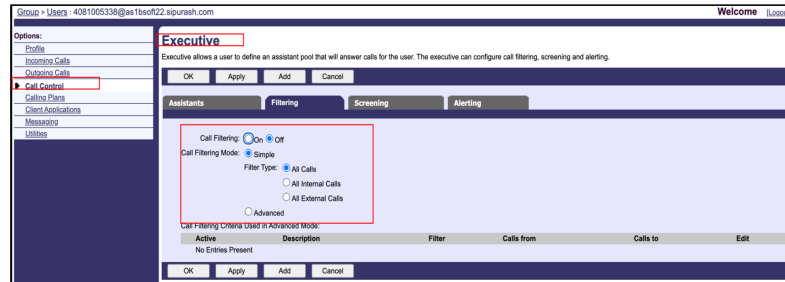 Group > Users : 4081005338@as1bsoft22.sipurash.com
Welcome [Logou
Options:
Profile
Incoming Calls
Outgoing Calls
Call Control
Calling Plans
Client Applications
Messaging
Utilities
Executive
Executive allows a user to define an assistant pool that will answer calls for the user. The executive can configure call filtering, screening and alerting.
OK Apply Add Cancel
Assistants Filtering Screening Alerting
Call Filtering: On Off
Call Filtering Mode: Simple
Filter Type: All Calls
All Internal Calls
All External Calls
Advanced
Call Filtering Criteria Used in Advanced Mode:
Active Description Filter Calls from Calls to Edit
No Entries Present
OK Apply Add Cancel